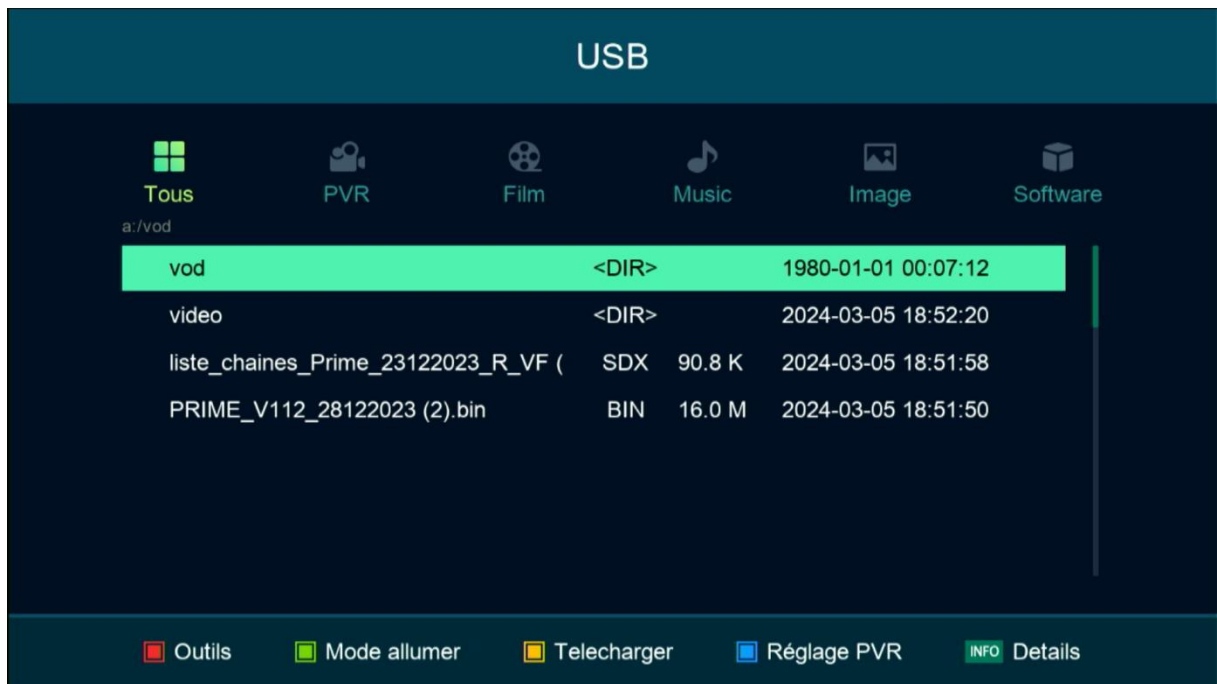 USB
Tous PVR Film Music Image Software
a:/vod
vod <DIR> 1980-01-01 00:07:12
video <DIR> 2024-03-05 18:52:20
liste_chaines_Prime_23122023_R_VF ( SDX 90.8 K 2024-03-05 18:51:58
PRIME_V112_28122023 (2).bin BIN 16.0 M 2024-03-05 18:51:50
Outils Mode allumer Telecharger Réglage PVR INFO Details